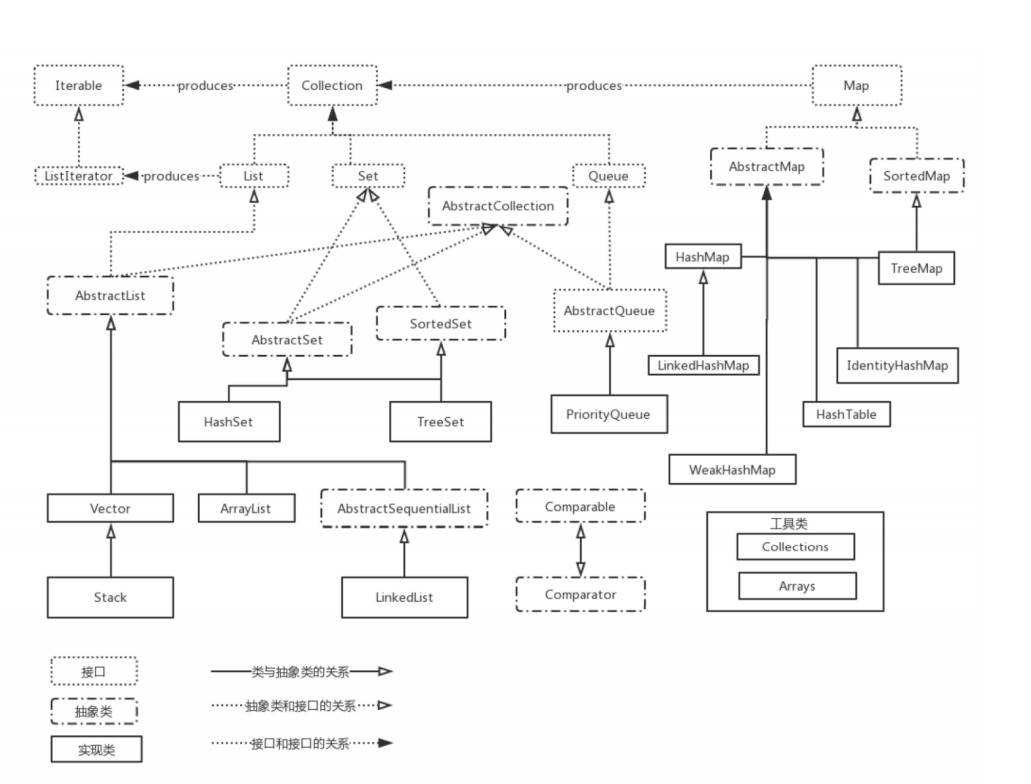 Iterable
produces
Collection
produces
Map
ListIterator
produces
List
Set
Queue
AbstractMap
SortedMap
AbstractCollection
HashMap
TreeMap
AbstractList
AbstractQueue
AbstractSet
SortedSet
LinkedHashMap
IdentityHashMap
HashSet
TreeSet
PriorityQueue
HashTable
WeakHashMap
Vector
ArrayList
AbstractSequentialList
Comparable
工具类
Collections
Arrays
Stack
LinkedList
Comparator
接口
类与抽象类的关系
抽象类
抽象类和接口的关系
实现类
接口和接口的关系